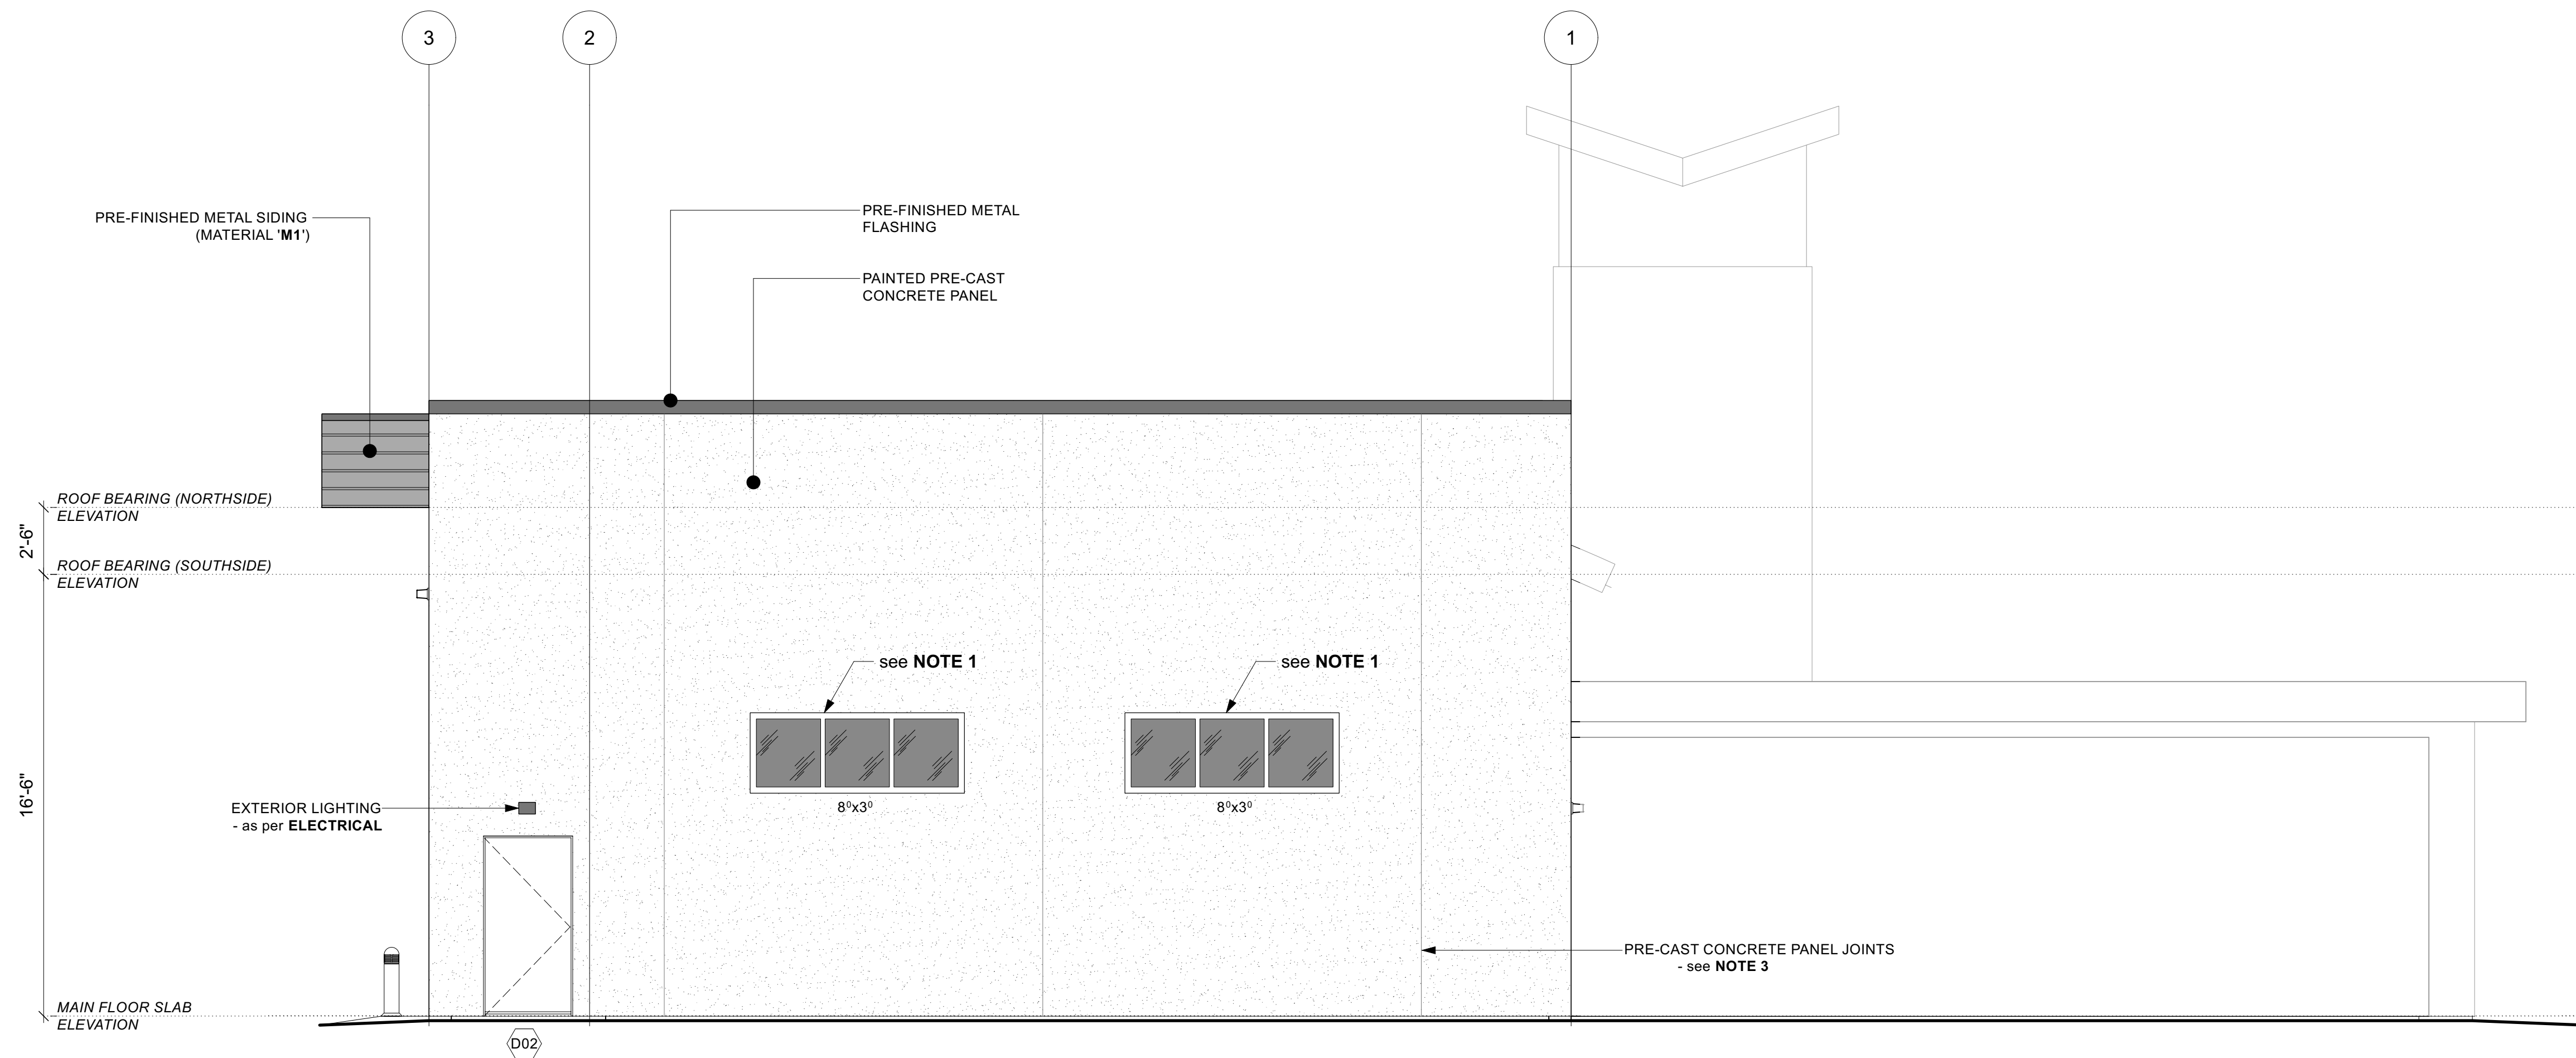 3
2
1
PRE-FINISHED METAL SIDING
(MATERIAL 'M1')
PRE-FINISHED METAL
FLASHING
PAINTED PRE-CAST
CONCRETE PANEL
ROOF BEARING (NORTHSIDE)
ELEVATION
2'-6"
ROOF BEARING (SOUTHSIDE)
ELEVATION
see NOTE 1
see NOTE 1
16'-6"
8⁰x3⁰
8⁰x3⁰
EXTERIOR LIGHTING
- as per ELECTRICAL
PRE-CAST CONCRETE PANEL JOINTS
- see NOTE 3
MAIN FLOOR SLAB
ELEVATION
D02